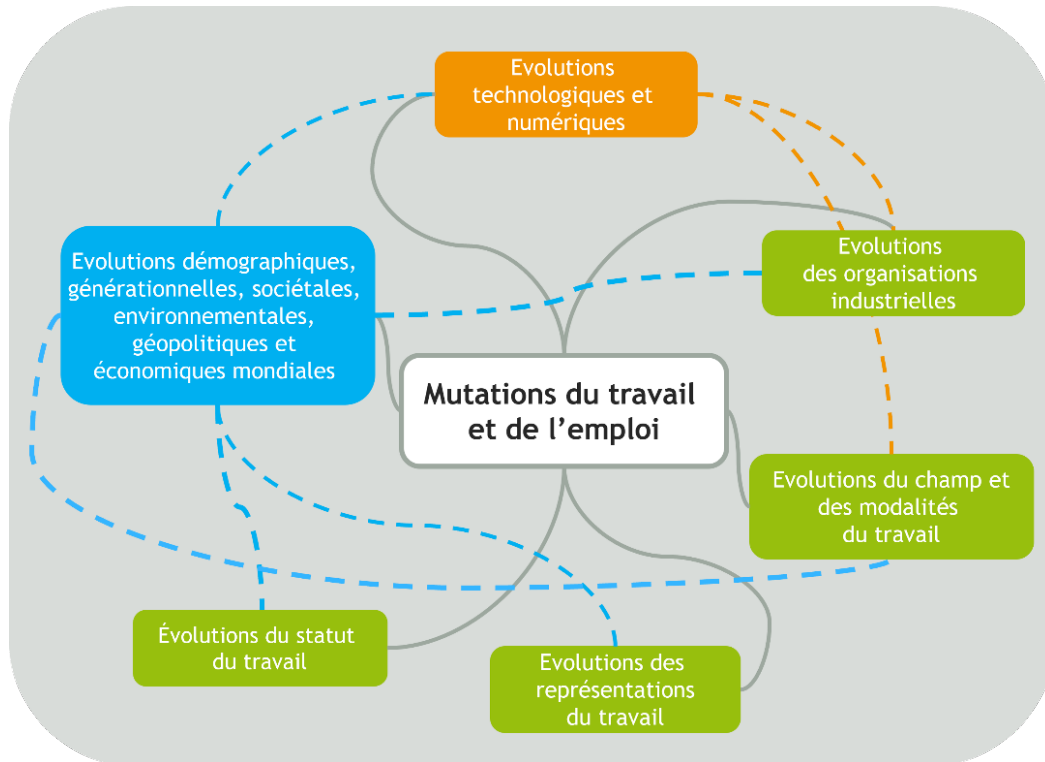 Evolutions
technologiques et
numériques
Evolutions démographiques,
générationnelles, sociétales,
environnementales,
géopolitiques et
économiques mondiales
Evolutions
des organisations
industrielles
Mutations du travail
et de l'emploi
Evolutions du champ et
des modalités
du travail
Évolutions du statut
du travail
Evolutions des
représentations
du travail